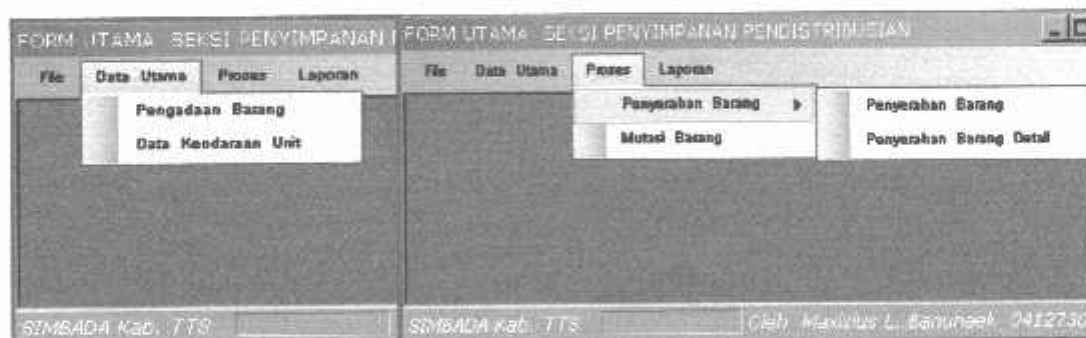 FORM UTAMA SEKSI PENYIMPANAN
File Data Utama Proses Laporan
Pengadaan Barang
Data Kendaraan Unit
SIMBADA Kab. TTS
FORM UTAMA SEKSI PENYIMPANAN PENDISTRIBUSIAN
File Data Utama Proses Laporan
Penyerahan Barang
Mutasi Barang
Penyerahan Barang
Penyerahan Barang Detail
SIMBADA Kab. TTS
Oleh L.